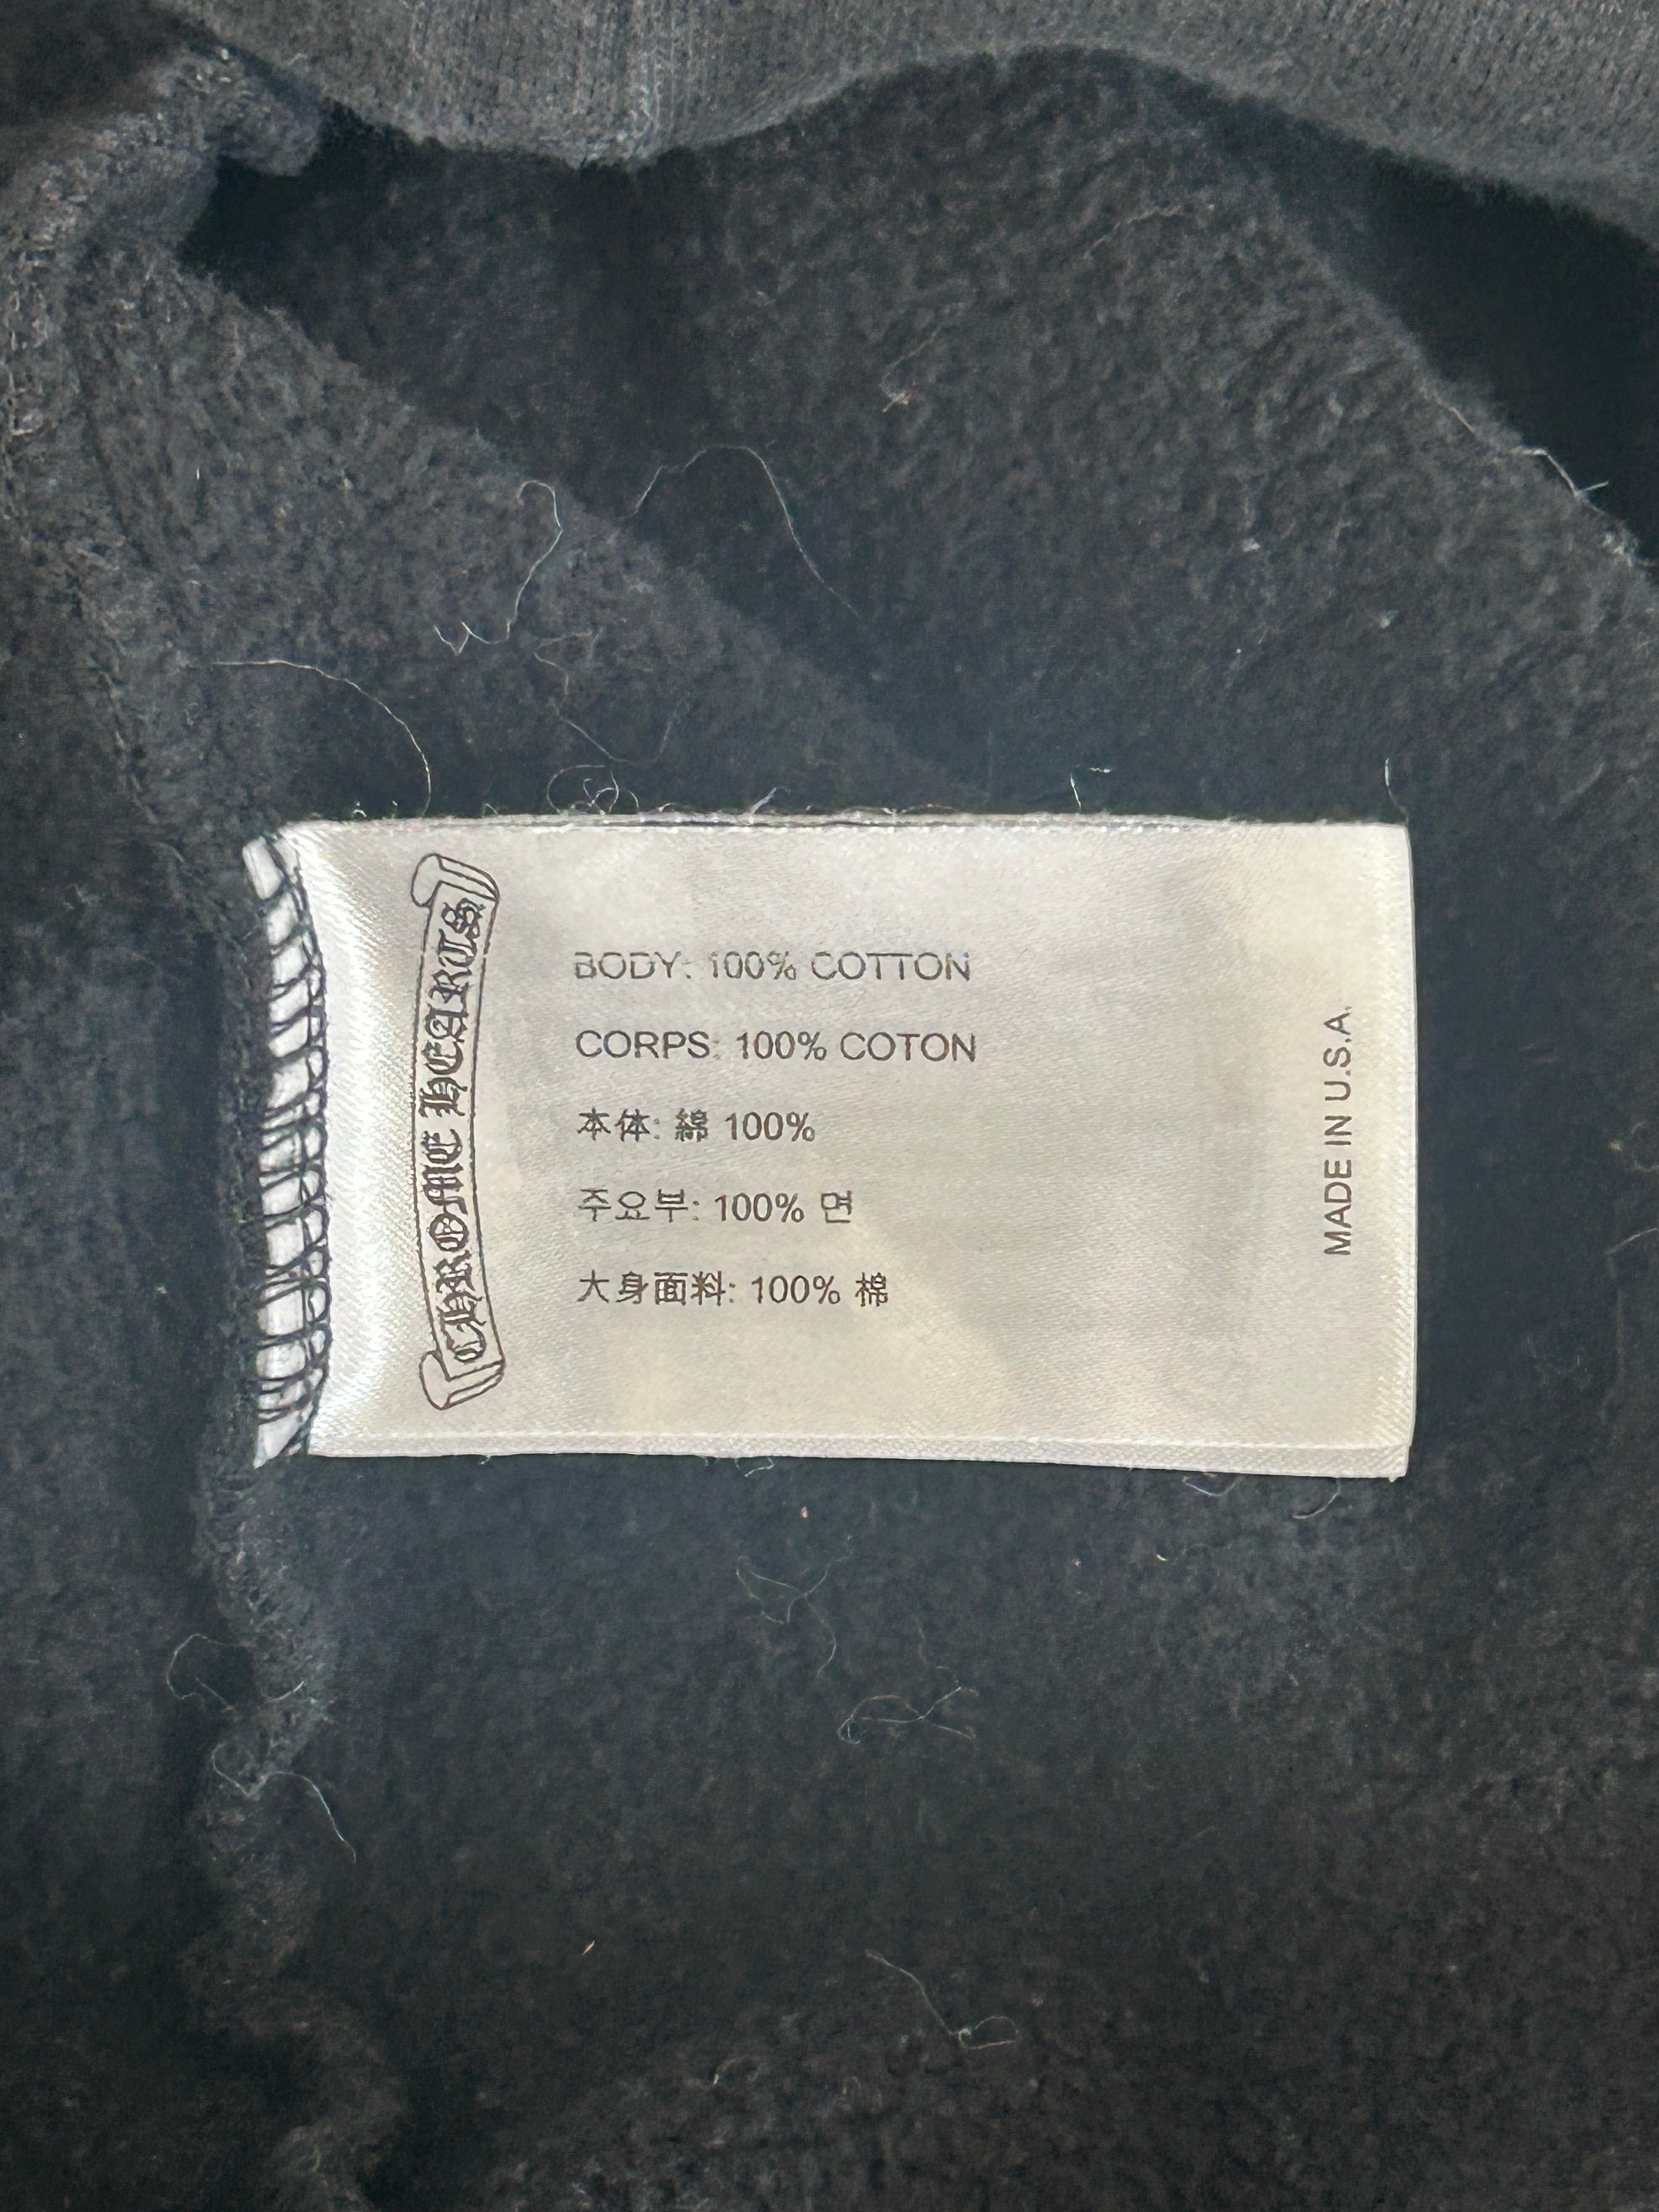 CHROME HEARTS
BODY: 100% COTTON
CORPS: 100% COTON
本体: 綿 100%
주요부: 100% 면
大身面料: 100% 棉
MADE IN U.S.A.